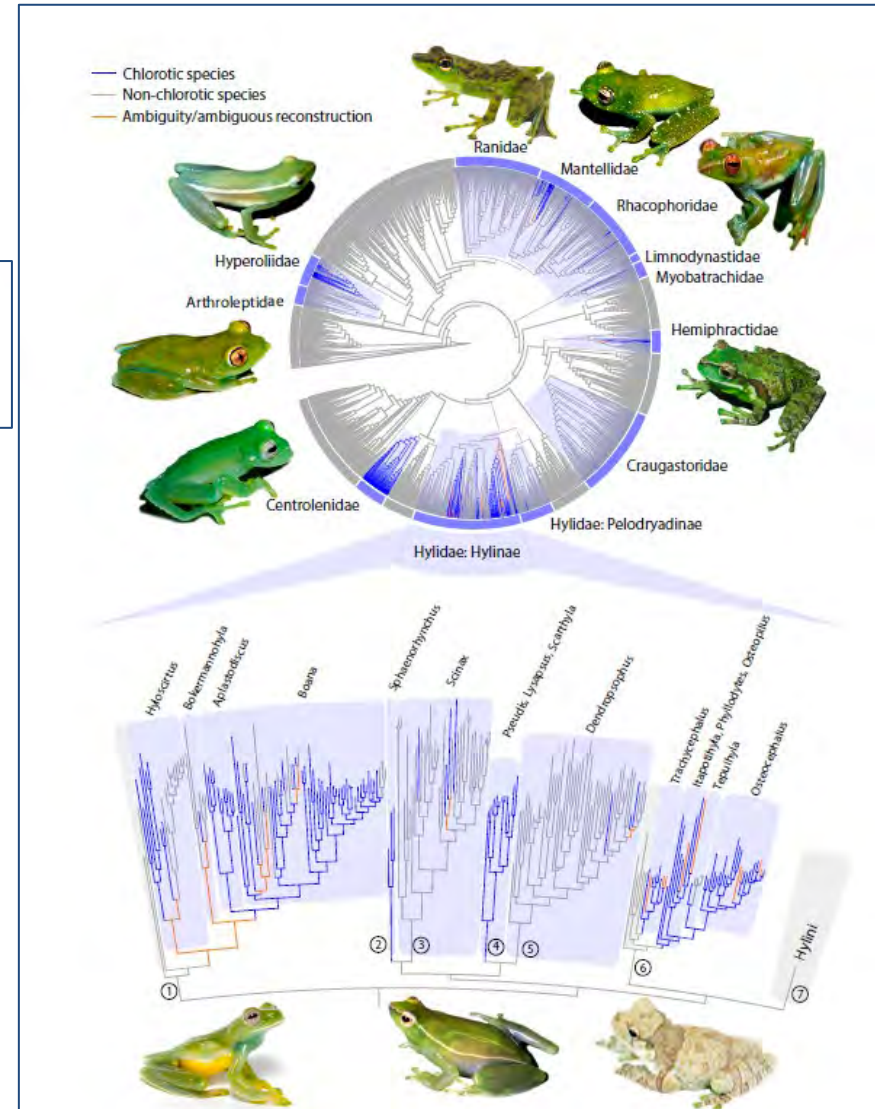 Chlorotic species
Non-chlorotic species
Ambiguity/ambiguous reconstruction
Ranidae
Mantellidae
Rhacophoridae
Hyperoliidae
Limnodynastidae
Myobatrachidae
Arthroleptidae
Hemiphractidae
Craugastoridae
Centrolenidae
Hylidae: Pelodryadinae
Hylidae: Hylinae
Hyloscirtus
Bokermannohyla
Aplastodiscus
Boana
Sphaenorhynchus
Scinax
Pseudis, Lysapsus, Scarthyla
Dendropsophus
Trachycephalus
Itapotihyla, Phyllodytes, Osteopilus
Tepuihyla
Osteocephalus
Hylini
1
2
3
4
5
6
7